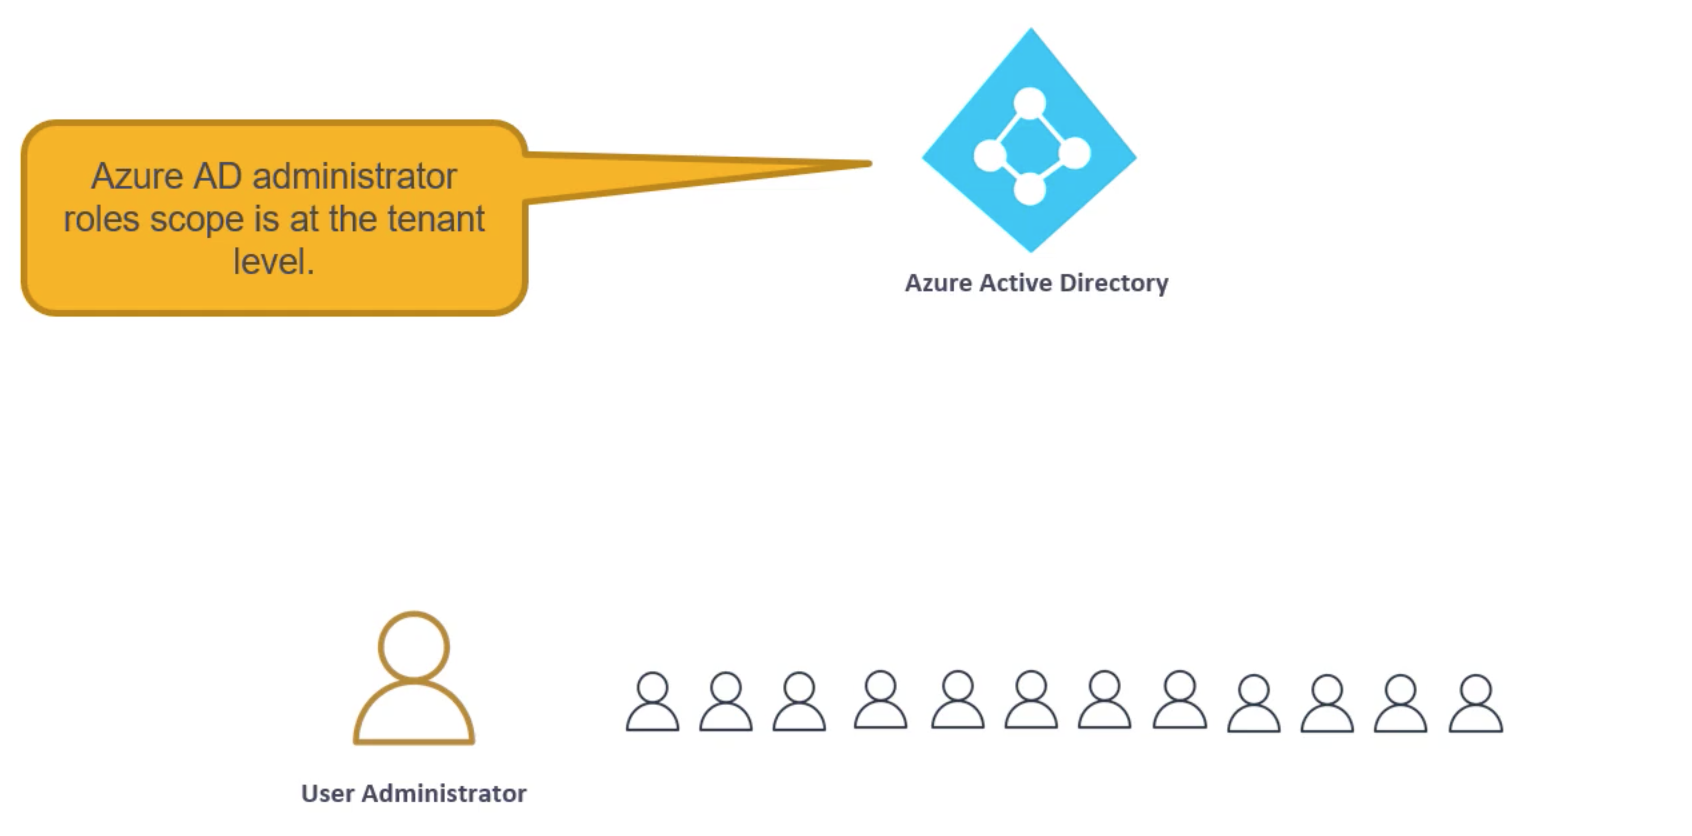 Azure AD administrator
roles scope is at the tenant
level.
Azure Active Directory
User Administrator